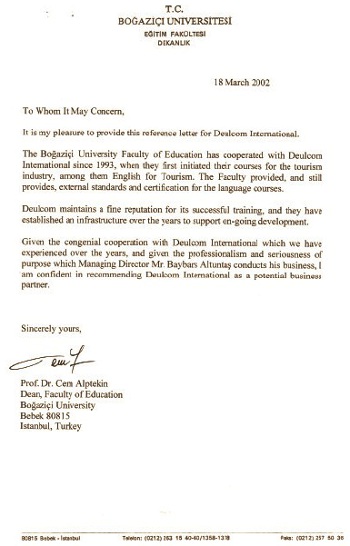 T.C.
BOĞAZİÇİ UNIVERSITESİ
EĞİTİM FAKÜLTESİ
DEKANLIK
18 March 2002
To Whom It May Concern,
It is my pleasure to provide this reference letter for Deulcom International.
The Boğaziçi University Faculty of Education has cooperated with Deulcom
International since 1993, when they first initiated their courses for the tourism
industry, among them English for Tourism. The Faculty provided, and still
provides, external standards and certification for the language courses.
Deulcom maintains a fine reputation for its successful training, and they have
established an infrastructure over the years to support on-going development.
Given the congenial cooperation with Deulcom International which we have
experienced over the years, and given the professionalism and seriousness of
purpose which Managing Director Mr. Baybars Altuntaş conducts his business, I
am confident in recommending Deulcom International as a potential business
partner.
Sincerely yours,
Prof. Dr. Cem Alptekin
Dean, Faculty of Education
Boğaziçi University
Bebek 80815
Istanbul, Turkey
80815 Bebek - İstanbul Telefon: (0212) 263 15 40-40/1358-1318 Faks: (0212) 257 50 36